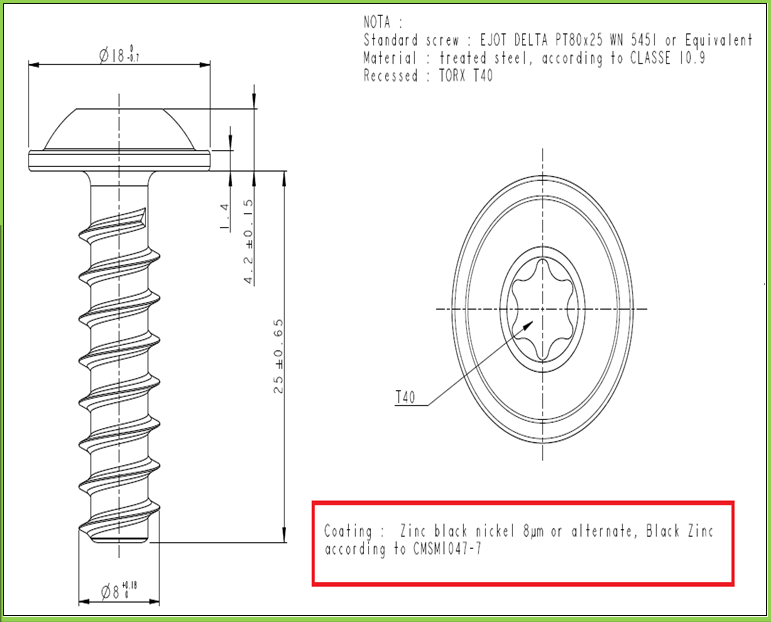 NOTA :
Standard screw : EJOT DELTA PT80x25 WN 5451 or Equivalent
Material : treated steel, according to CLASSE 10.9
Recessed : TORX T40
Ø18 0 -0.7
1.4
4.2 ±0.15
25 ±0.65
T40
Coating : Zinc black nickel 8µm or alternate, Black Zinc
according to CMSM1047-7
Ø8 +0.18 0